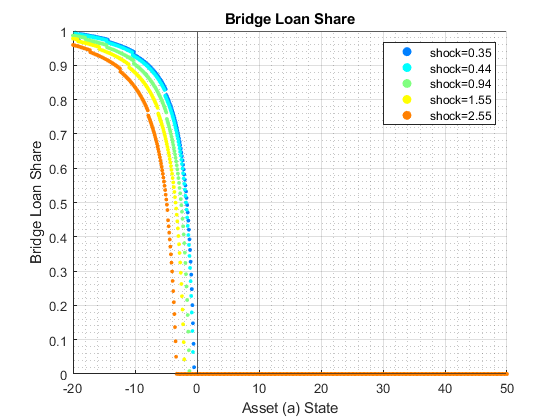 Bridge Loan Share
1
0.9
0.8
0.7
0.6
0.5
0.4
0.3
0.2
0.1
0
Bridge Loan Share
shock=0.35
shock=0.44
shock=0.94
shock=1.55
shock=2.55
-20 -10 0 10 20 30 40 50
Asset (a) State